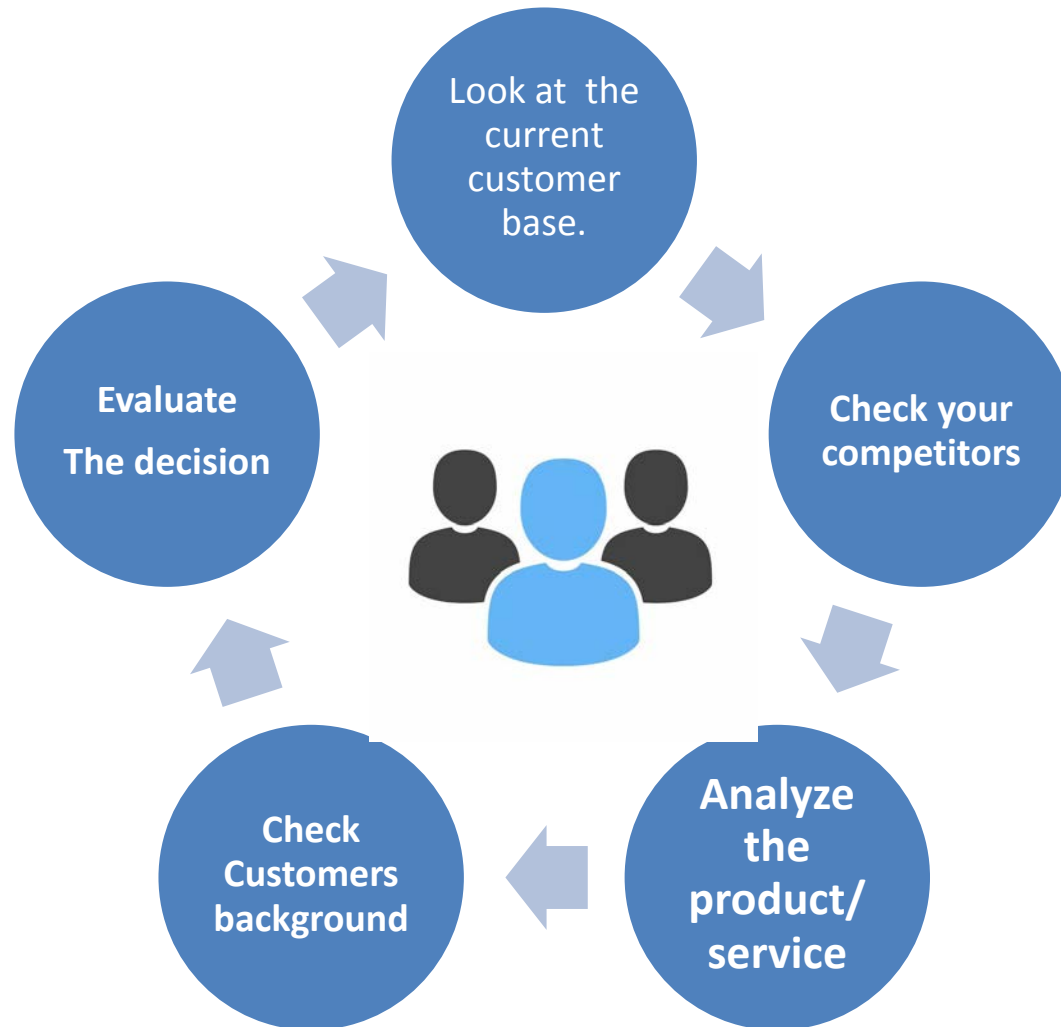 Look at  the
current
customer
base.
Check your
competitors
Analyze
the
product/
service
Check
Customers
background
Evaluate
The decision